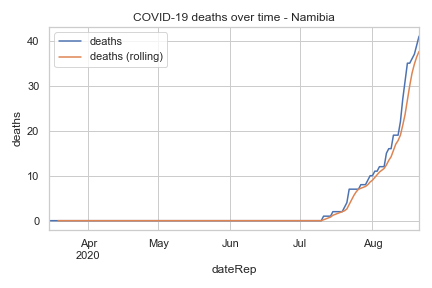 COVID-19 deaths over time - Namibia
deaths
deaths (rolling)
40
30
20
10
0
deaths
Apr
2020
May
Jun
Jul
Aug
dateRep